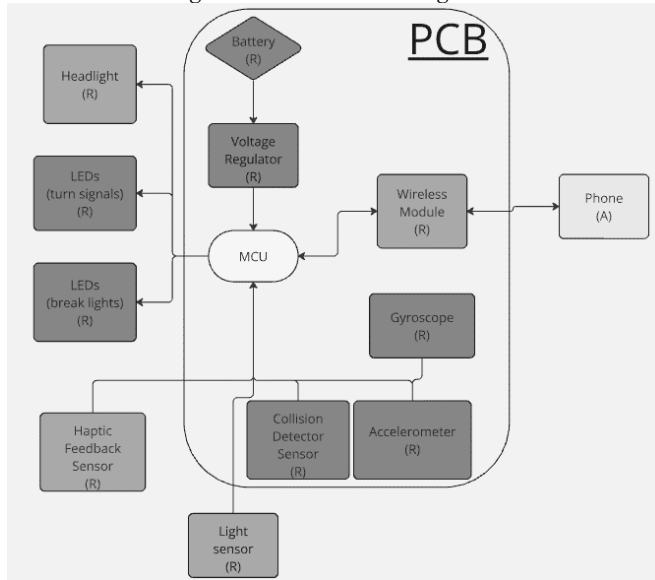 PCB
Battery
(R)
Headlight
(R)
Voltage
Regulator
(R)
LEDs
(turn signals)
(R)
Wireless
Module
(R)
Phone
(A)
MCU
LEDs
(break lights)
(R)
Gyroscope
(R)
Haptic
Feedback
Sensor
(R)
Collision
Detector
Sensor
(R)
Accelerometer
(R)
Light
sensor
(R)